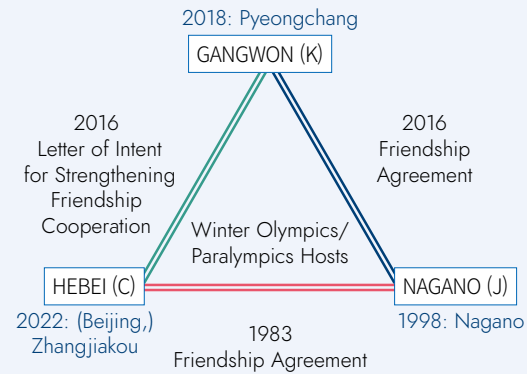 2018: Pyeongchang
GANGWON (K)
2016
Letter of Intent
for Strengthening
Friendship
Cooperation
2016
Friendship
Agreement
Winter Olympics/
Paralympics Hosts
HEBEI (C)
NAGANO (J)
2022: (Beijing,)
Zhangjiakou
1998: Nagano
1983
Friendship Agreement